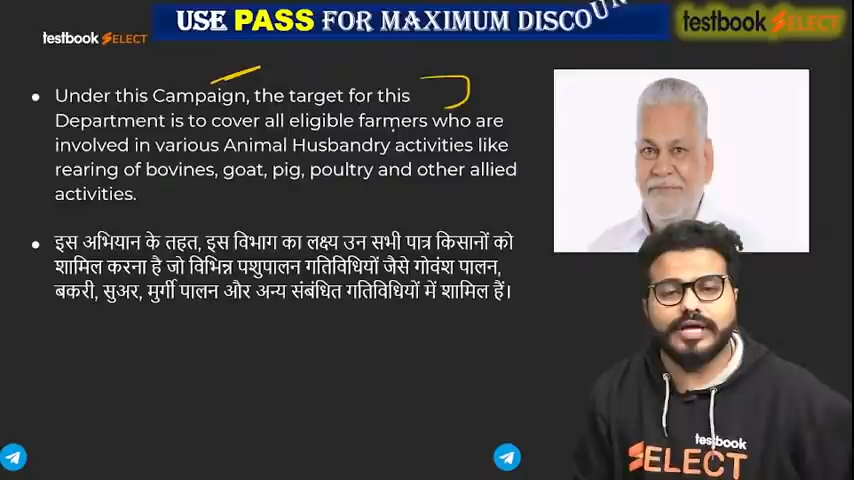 USE PASS FOR MAXIMUM DISCOUN
testbook SELECT
testbook SELECT
Under this Campaign, the target for this
Department is to cover all eligible farmers who are
involved in various Animal Husbandry activities like
rearing of bovines, goat, pig, poultry and other allied
activities.
इस अभियान के तहत, इस विभाग का लक्ष्य उन सभी पात्र किसानों को
शामिल करना है जो विभिन्न पशुपालन गतिविधियों जैसे गोवंश पालन,
बकरी, सुअर, मुर्गी पालन और अन्य संबंधित गतिविधियों में शामिल हैं।
testbook
SELECT